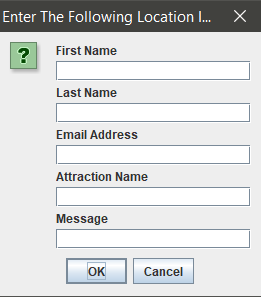 Enter The Following Location I...
First Name
Last Name
Email Address
Attraction Name
Message
OK
Cancel